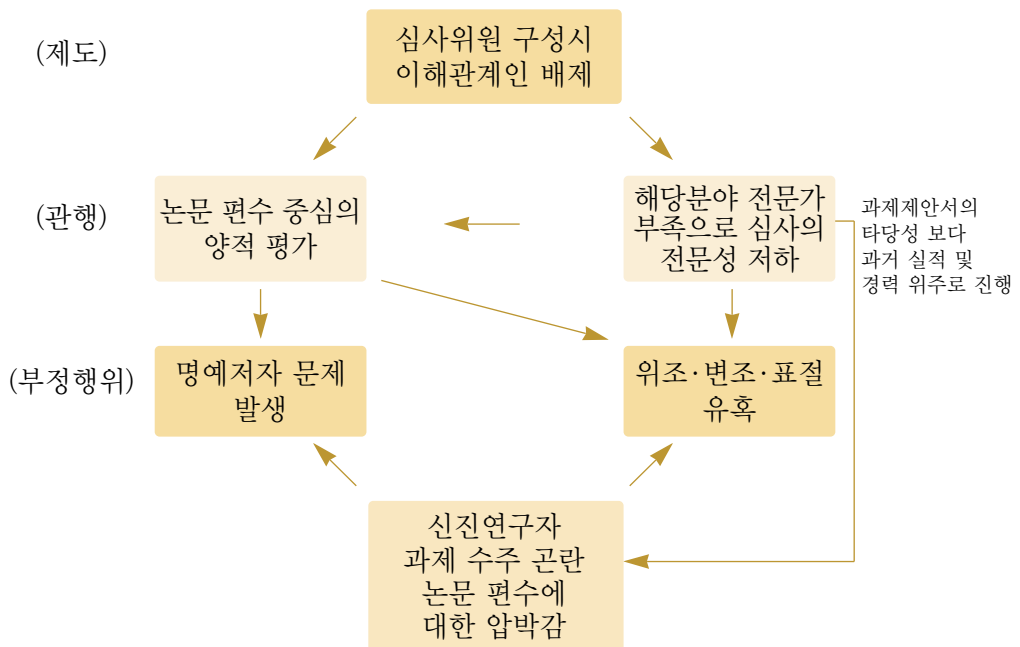 (제도)
심사위원 구성시
이해관계인 배제
(관행)
논문 편수 중심의
양적 평가
해당분야 전문가
부족으로 심사의
전문성 저하
과제제안서의
타당성 보다
과거 실적 및
경력 위주로 진행
(부정행위)
명예저자 문제
발생
위조·변조·표절
유혹
신진연구자
과제 수주 곤란
논문 편수에
대한 압박감